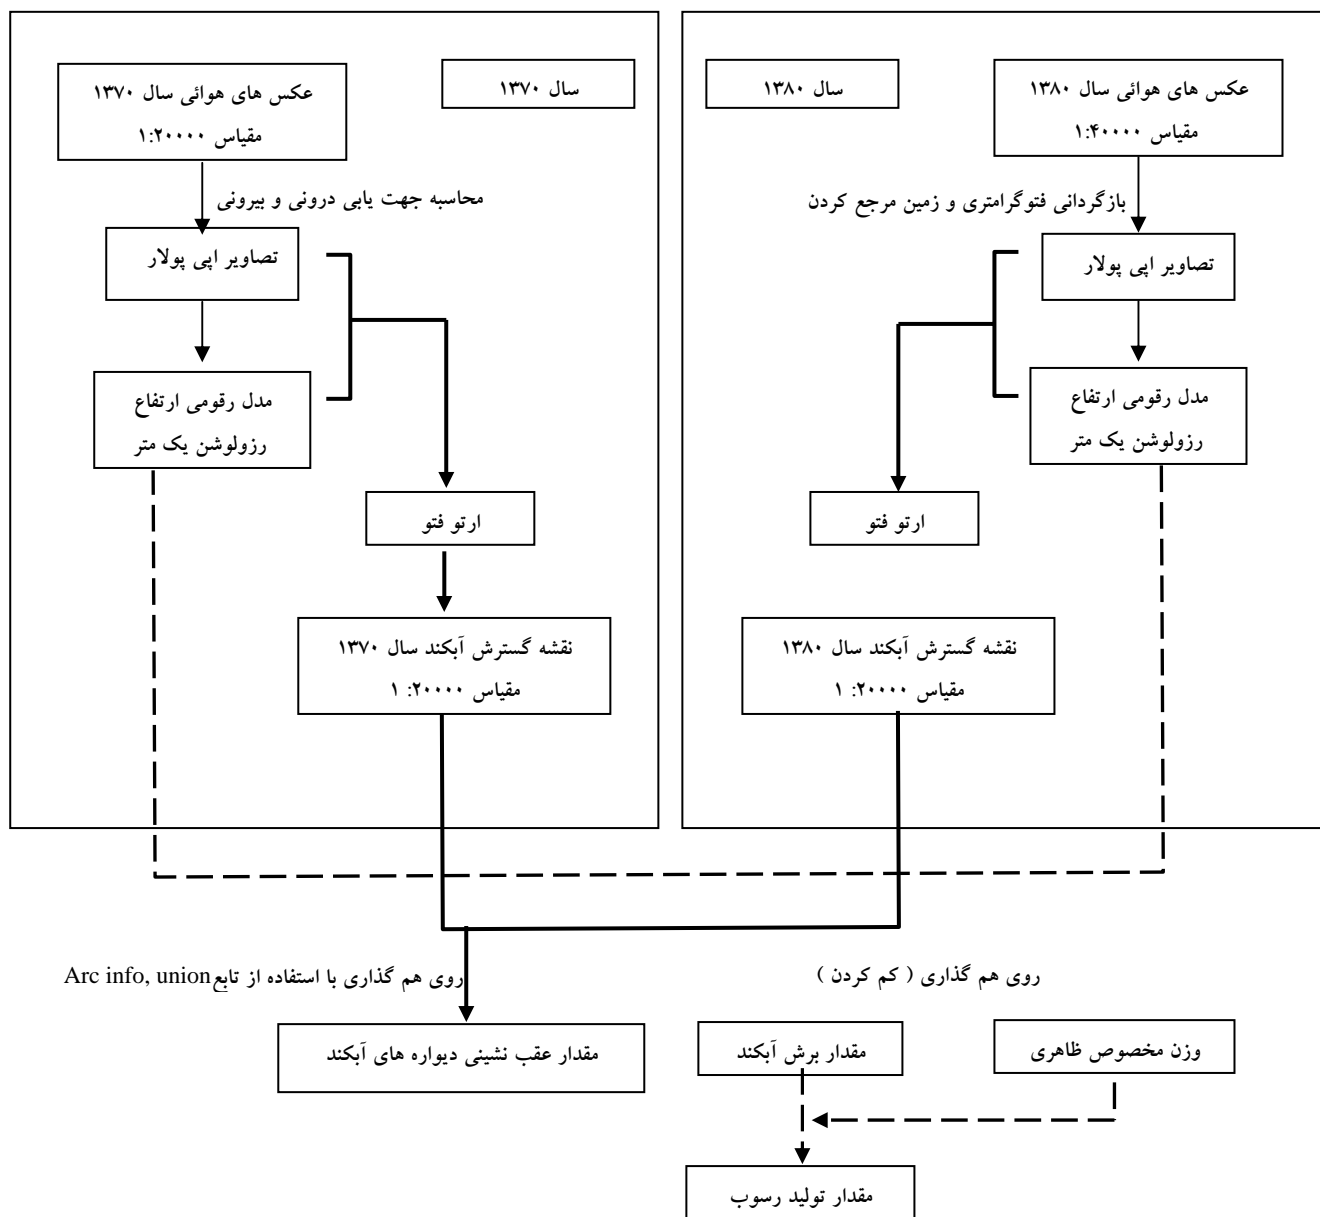 سال ۱۳۸۰
عکس های هوائی سال ۱۳۸۰
مقیاس ۱:۴۰۰۰۰
بازگردانی فتوگرامتری و زمین مرجع کردن
تصاویر اپی پولار
مدل رقومی ارتفاع
رزولوشن یک متر
ارتو فتو
نقشه گسترش آبکند سال ۱۳۸۰
مقیاس ۲۰۰۰۰: ۱
سال ۱۳۷۰
عکس های هوائی سال ۱۳۷۰
مقیاس ۱:۲۰۰۰۰
محاسبه جهت یابی درونی و بیرونی
تصاویر اپی پولار
مدل رقومی ارتفاع
رزولوشن یک متر
ارتو فتو
نقشه گسترش آبکند سال ۱۳۷۰
مقیاس ۲۰۰۰۰: ۱
روی هم گذاری ( کم کردن )
روی هم گذاری با استفاده از تابع Arc info, union
وزن مخصوص ظاهری
مقدار برش آبکند
مقدار عقب نشینی دیواره های آبکند
مقدار تولید رسوب